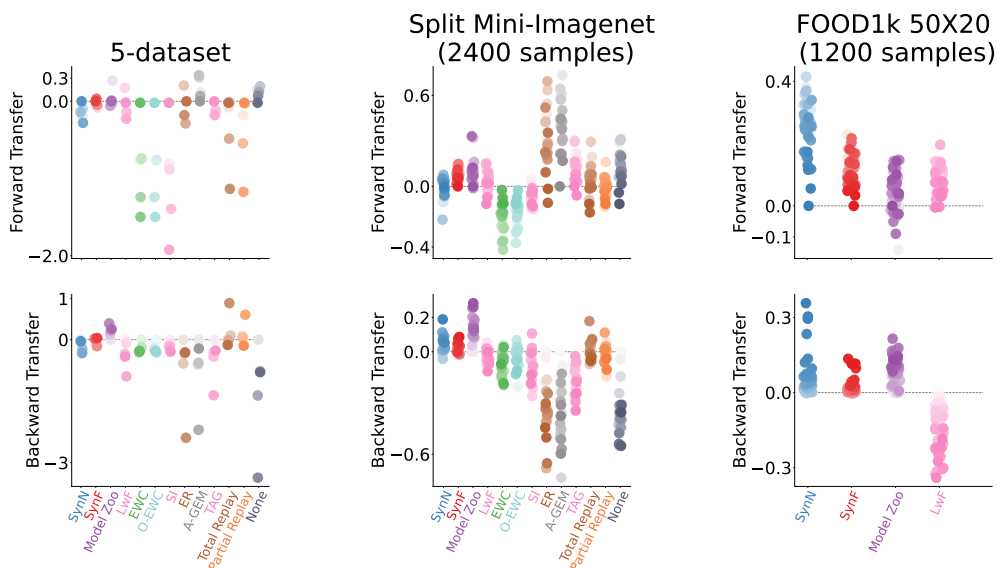 5-dataset
Split Mini-Imagenet
(2400 samples)
FOOD1k 50X20
(1200 samples)
Forward Transfer
0.3
0.0
−2.0
Forward Transfer
0.6
0.0
−0.4
Forward Transfer
0.4
0.0
−0.1
Backward Transfer
1
0
−3
Backward Transfer
0.2
0.0
−0.6
Backward Transfer
0.3
0.0
−0.3
SynN
SynF
Model Zoo
LwF
EWC
O-EWC
SI
ER
A-GEM
TAG
Total Replay
Partial Replay
None
SynN
SynF
Model Zoo
LwF
EWC
O-EWC
SI
ER
A-GEM
TAG
Total Replay
Partial Replay
None
SynN
SynF
Model Zoo
LwF